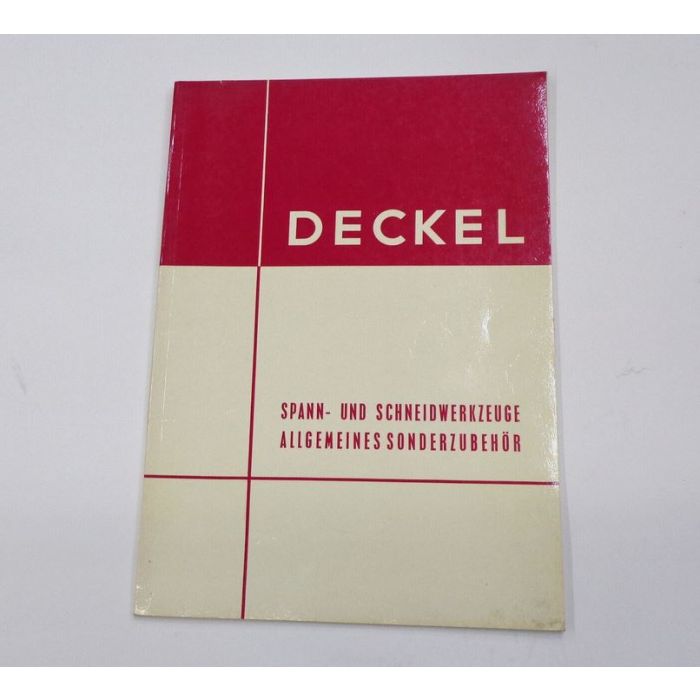 DECKEL
SPANN- UND SCHNEIDWERKZEUGE
ALLGEMEINES SONDERZUBEHÖR